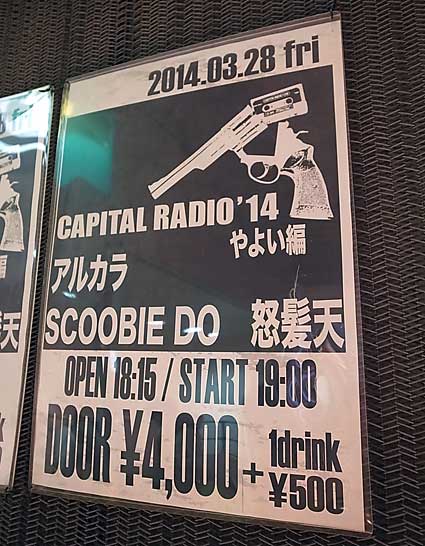 2014.03.28 fri
CAPITAL RADIO'14
やよい編
アルカラ
SCOOBIE DO 怒髪天
OPEN 18:15 / START 19:00
DOOR ¥4,000 + 1drink ¥500